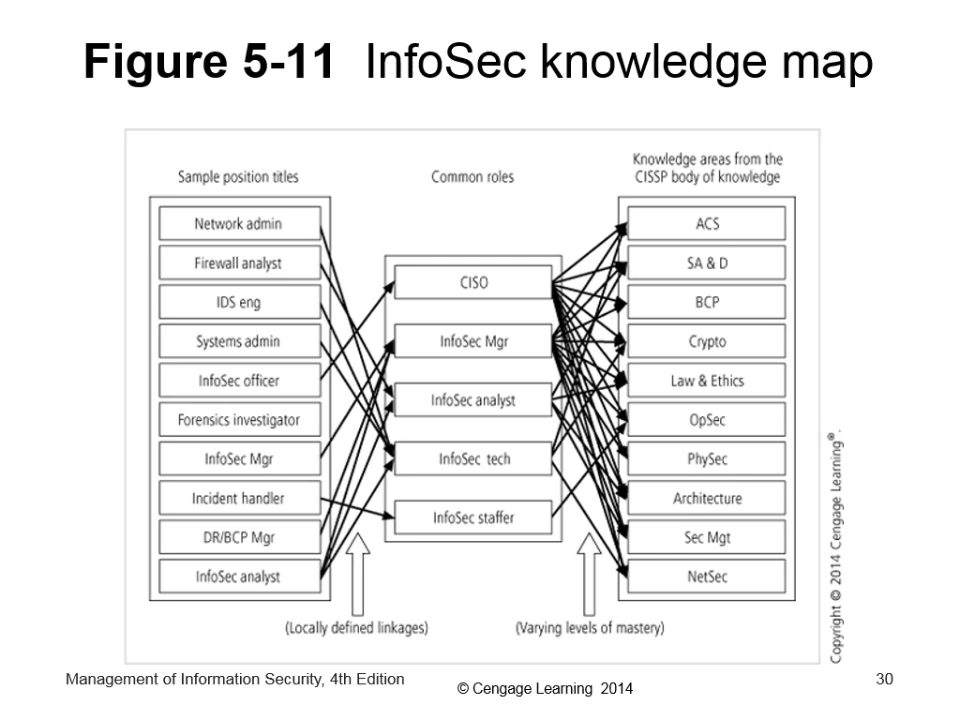 Figure 5-11 InfoSec knowledge map
Sample position titles
Network admin
Firewall analyst
IDS eng
Systems admin
InfoSec officer
Forensics investigator
InfoSec Mgr
Incident handler
DR/BCP Mgr
InfoSec analyst
Common roles
CISO
InfoSec Mgr
InfoSec analyst
InfoSec tech
InfoSec staffer
Knowledge areas from the
CISSP body of knowledge
ACS
SA & D
BCP
Crypto
Law & Ethics
OpSec
PhySec
Architecture
Sec Mgt
NetSec
(Locally defined linkages)
(Varying levels of mastery)
Copyright © 2014 Cengage Learning®.
Management of Information Security, 4th Edition
© Cengage Learning 2014
30